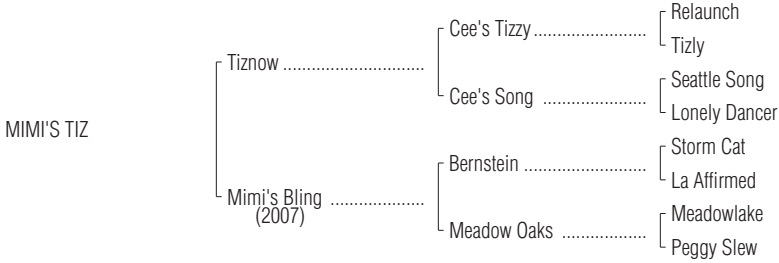 Relaunch
Cee's Tizzy
Tizly
Tiznow
Seattle Song
Cee's Song
Lonely Dancer
MIMI'S TIZ
Storm Cat
Bernstein
La Affirmed
Mimi's Bling
(2007)
Meadowlake
Meadow Oaks
Peggy Slew